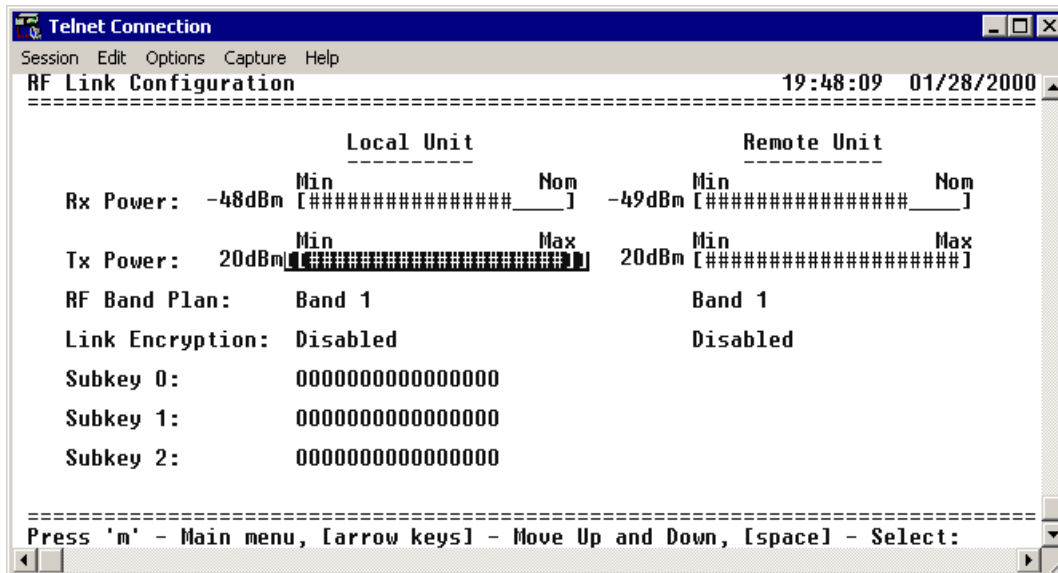 Telnet Connection
Session Edit Options Capture Help
RF Link Configuration 19:48:09 01/28/2000
================================================================================
Local Unit Remote Unit
---------- -----------
Min Nom Min Nom
Rx Power: -48dBm [################____] -49dBm [################____]
Min Max Min Max
Tx Power: 20dBm [####################] 20dBm [####################]
RF Band Plan: Band 1 Band 1
Link Encryption: Disabled Disabled
Subkey 0: 0000000000000000
Subkey 1: 0000000000000000
Subkey 2: 0000000000000000
================================================================================
Press 'm' - Main menu, [arrow keys] - Move Up and Down, [space] - Select: